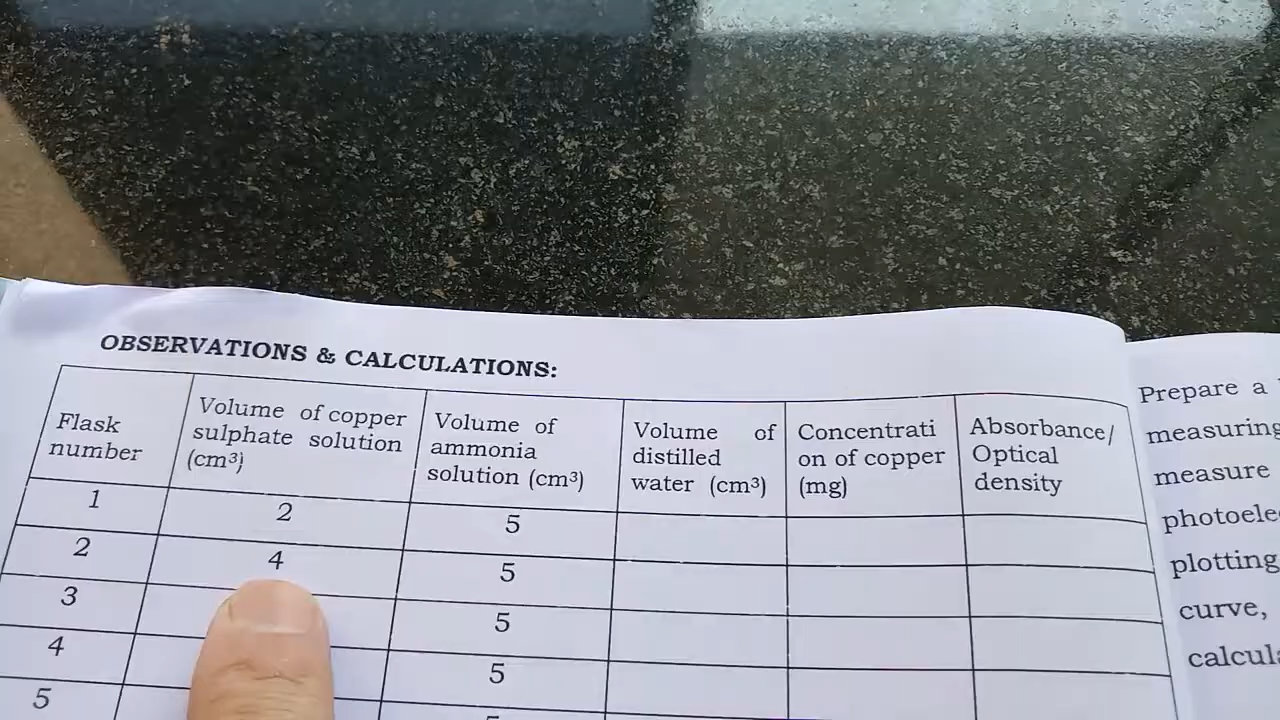 OBSERVATIONS & CALCULATIONS:
Flask
number
Volume of copper
sulphate solution
(cm³)
Volume of
ammonia
solution (cm³)
Volume of
distilled
water (cm³)
Concentrati
on of copper
(mg)
Absorbance/
Optical
density
1 2 5
2 4 5
3 5
4 5
5
Prepare a
measuring
measure
photoele
plotting
curve,
calcula